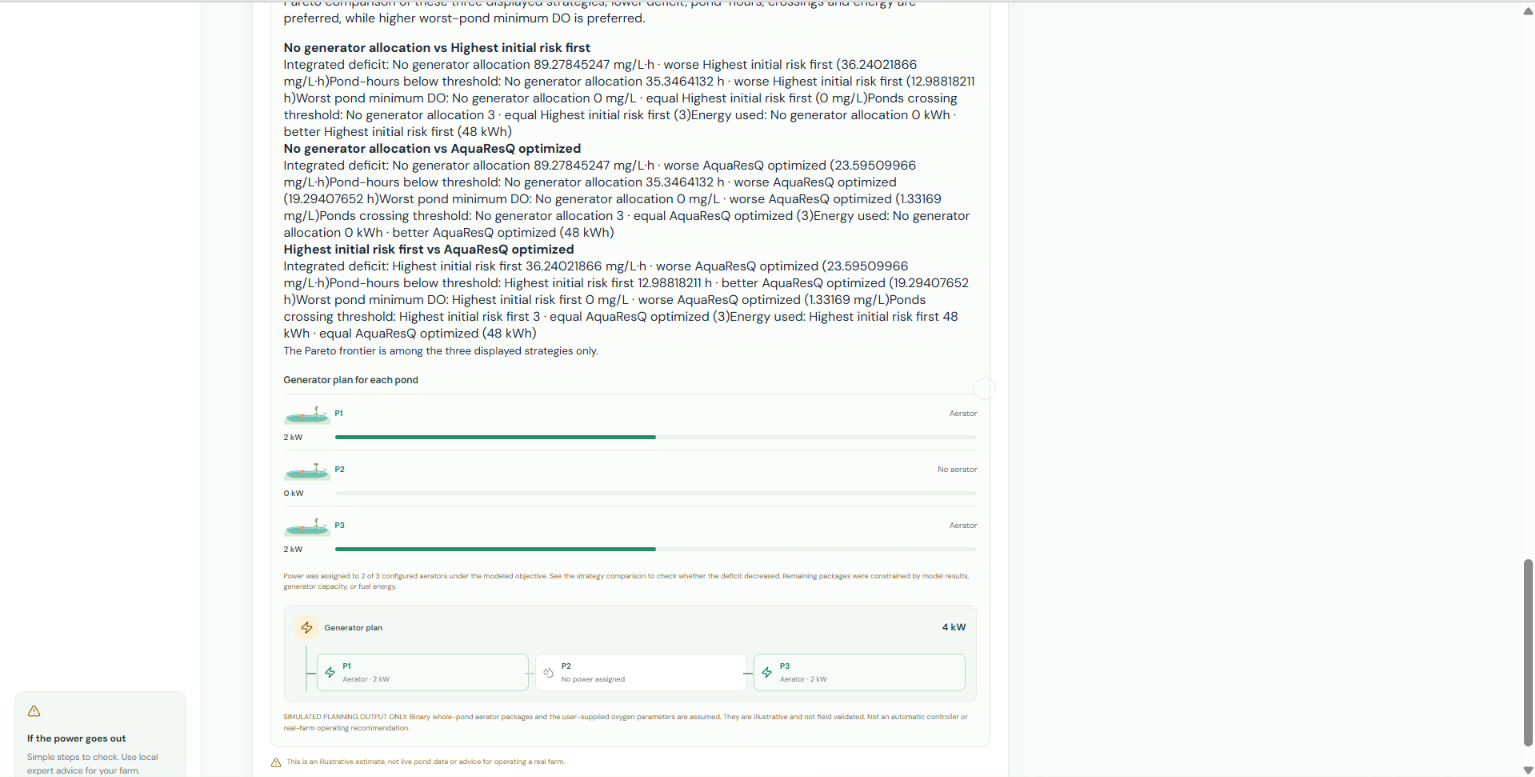 Pareto comparison of these three displayed strategies, lower deficit, pond-hours, crossings and energy are
preferred, while higher worst-pond minimum DO is preferred.
No generator allocation vs Highest initial risk first
Integrated deficit: No generator allocation 89.27845247 mg/L·h · worse Highest initial risk first (36.24021866
mg/L·h)Pond-hours below threshold: No generator allocation 35.3464132 h · worse Highest initial risk first (12.98818211
h)Worst pond minimum DO: No generator allocation 0 mg/L · equal Highest initial risk first (0 mg/L)Ponds crossing
threshold: No generator allocation 3 · equal Highest initial risk first (3)Energy used: No generator allocation 0 kWh ·
better Highest initial risk first (48 kWh)
No generator allocation vs AquaResQ optimized
Integrated deficit: No generator allocation 89.27845247 mg/L·h · worse AquaResQ optimized (23.59509966
mg/L·h)Pond-hours below threshold: No generator allocation 35.3464132 h · worse AquaResQ optimized
(19.29407652 h)Worst pond minimum DO: No generator allocation 0 mg/L · worse AquaResQ optimized (1.33169
mg/L)Ponds crossing threshold: No generator allocation 3 · equal AquaResQ optimized (3)Energy used: No generator
allocation 0 kWh · better AquaResQ optimized (48 kWh)
Highest initial risk first vs AquaResQ optimized
Integrated deficit: Highest initial risk first 36.24021866 mg/L·h · worse AquaResQ optimized (23.59509966
mg/L·h)Pond-hours below threshold: Highest initial risk first 12.98818211 h · better AquaResQ optimized (19.29407652
h)Worst pond minimum DO: Highest initial risk first 0 mg/L · worse AquaResQ optimized (1.33169 mg/L)Ponds
crossing threshold: Highest initial risk first 3 · equal AquaResQ optimized (3)Energy used: Highest initial risk first 48
kWh · equal AquaResQ optimized (48 kWh)
The Pareto frontier is among the three displayed strategies only.
Generator plan for each pond
P1
Aerator
2 kW
P2
No aerator
0 kW
P3
Aerator
2 kW
Power was assigned to 2 of 3 configured aerators under the modeled objective. See the strategy comparison to check whether the deficit decreased. Remaining packages were constrained by model results,
generator capacity, or fuel energy.
Generator plan
4 kW
P1
Aerator · 2 kW
P2
No power assigned
P3
Aerator · 2 kW
SIMULATED PLANNING OUTPUT ONLY. Binary whole-pond aerator packages and the user-supplied oxygen parameters are assumed. They are illustrative and not field validated. Not an automatic controller or
real-farm operating recommendation.
This is an illustrative estimate, not live pond data or advice for operating a real farm.
If the power goes out
Simple steps to check. Use local
expert advice for your farm.